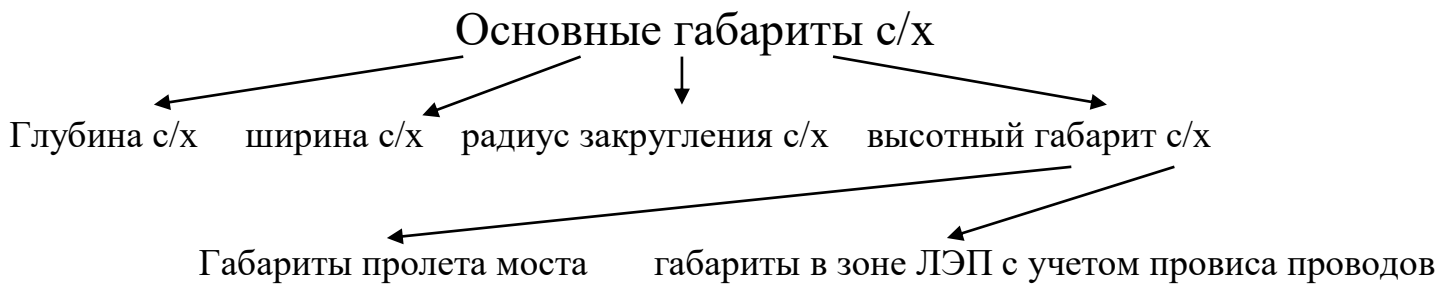 Основные габариты с/х
Глубина с/х ширина с/х радиус закругления с/х высотный габарит с/х
Габариты пролета моста габариты в зоне ЛЭП с учетом провиса проводов